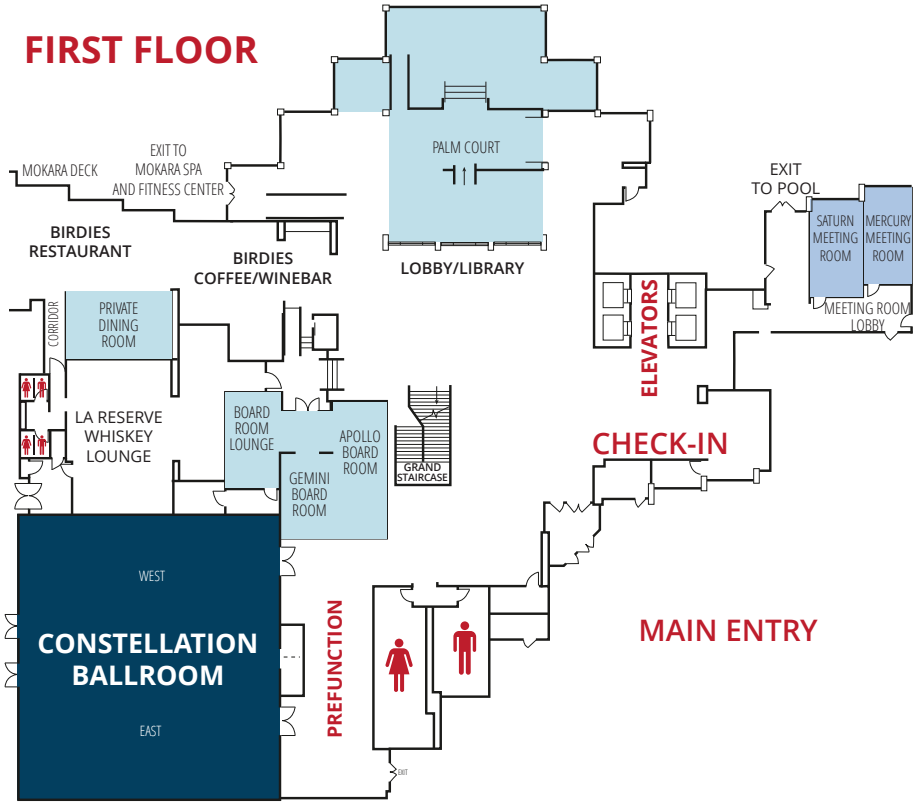 FIRST FLOOR
PALM COURT
EXIT TO
MOKARA SPA
AND FITNESS CENTER
MOKARA DECK
EXIT
TO POOL
BIRDIES
RESTAURANT
SATURN
MEETING
ROOM
MERCURY
MEETING
ROOM
BIRDIES
COFFEE/WINEBAR
LOBBY/LIBRARY
CORRIDOR
PRIVATE
DINING
ROOM
ELEVATORS
MEETING ROOM
LOBBY
LA RESERVE
WHISKEY
LOUNGE
BOARD
ROOM
LOUNGE
APOLLO
BOARD
ROOM
GEMINI
BOARD
ROOM
GRAND
STAIRCASE
CHECK-IN
WEST
CONSTELLATION
BALLROOM
EAST
PREFUNCTION
MAIN ENTRY
EXIT